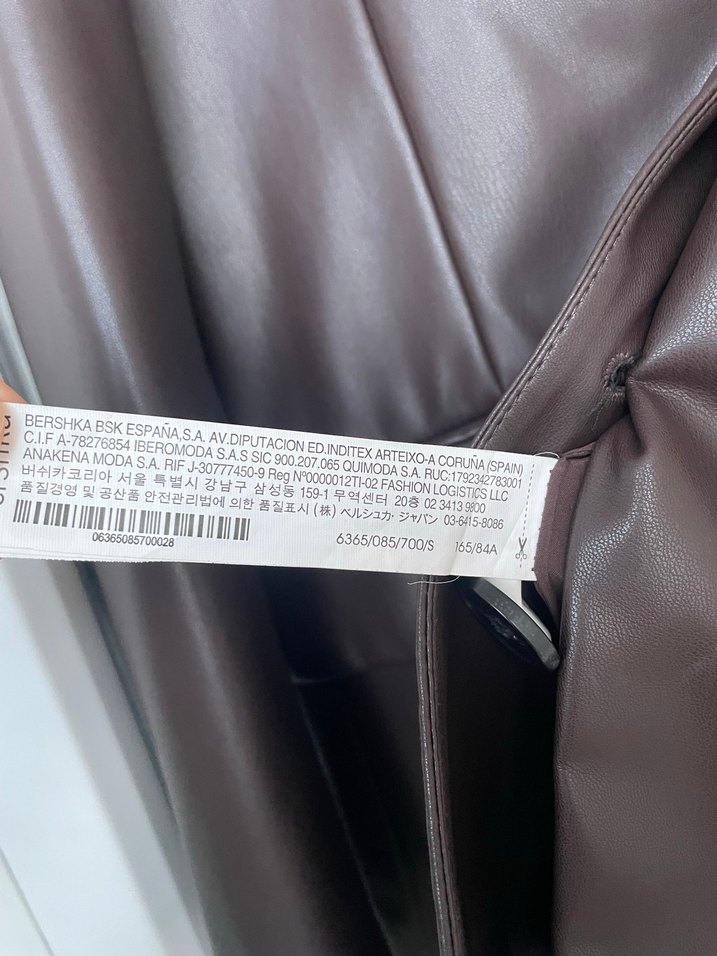 BERSHKA BSK ESPAÑA,S.A. AV.DIPUTACION ED.INDITEX ARTEIXO-A CORUÑA (SPAIN)
C.I.F A-78276854 IBEROMODA S.A.S SIC 900.207.065 QUIMODA S.A. RUC:1792342783001
ANAKENA MODA S.A. RIF J-30777450-9 Reg Nº0000012TI-02 FASHION LOGISTICS LLC
버쉬카코리아 서울 특별시 강남구 삼성동 159-1 무역센터 20층 02 3413 9800
품질경영 및 공산품 안전관리법에 의한 품질표시 (株) ベルシュカ・ジャパン 03-6415-8086
06365085700028
6365/085/700/S 165/84A